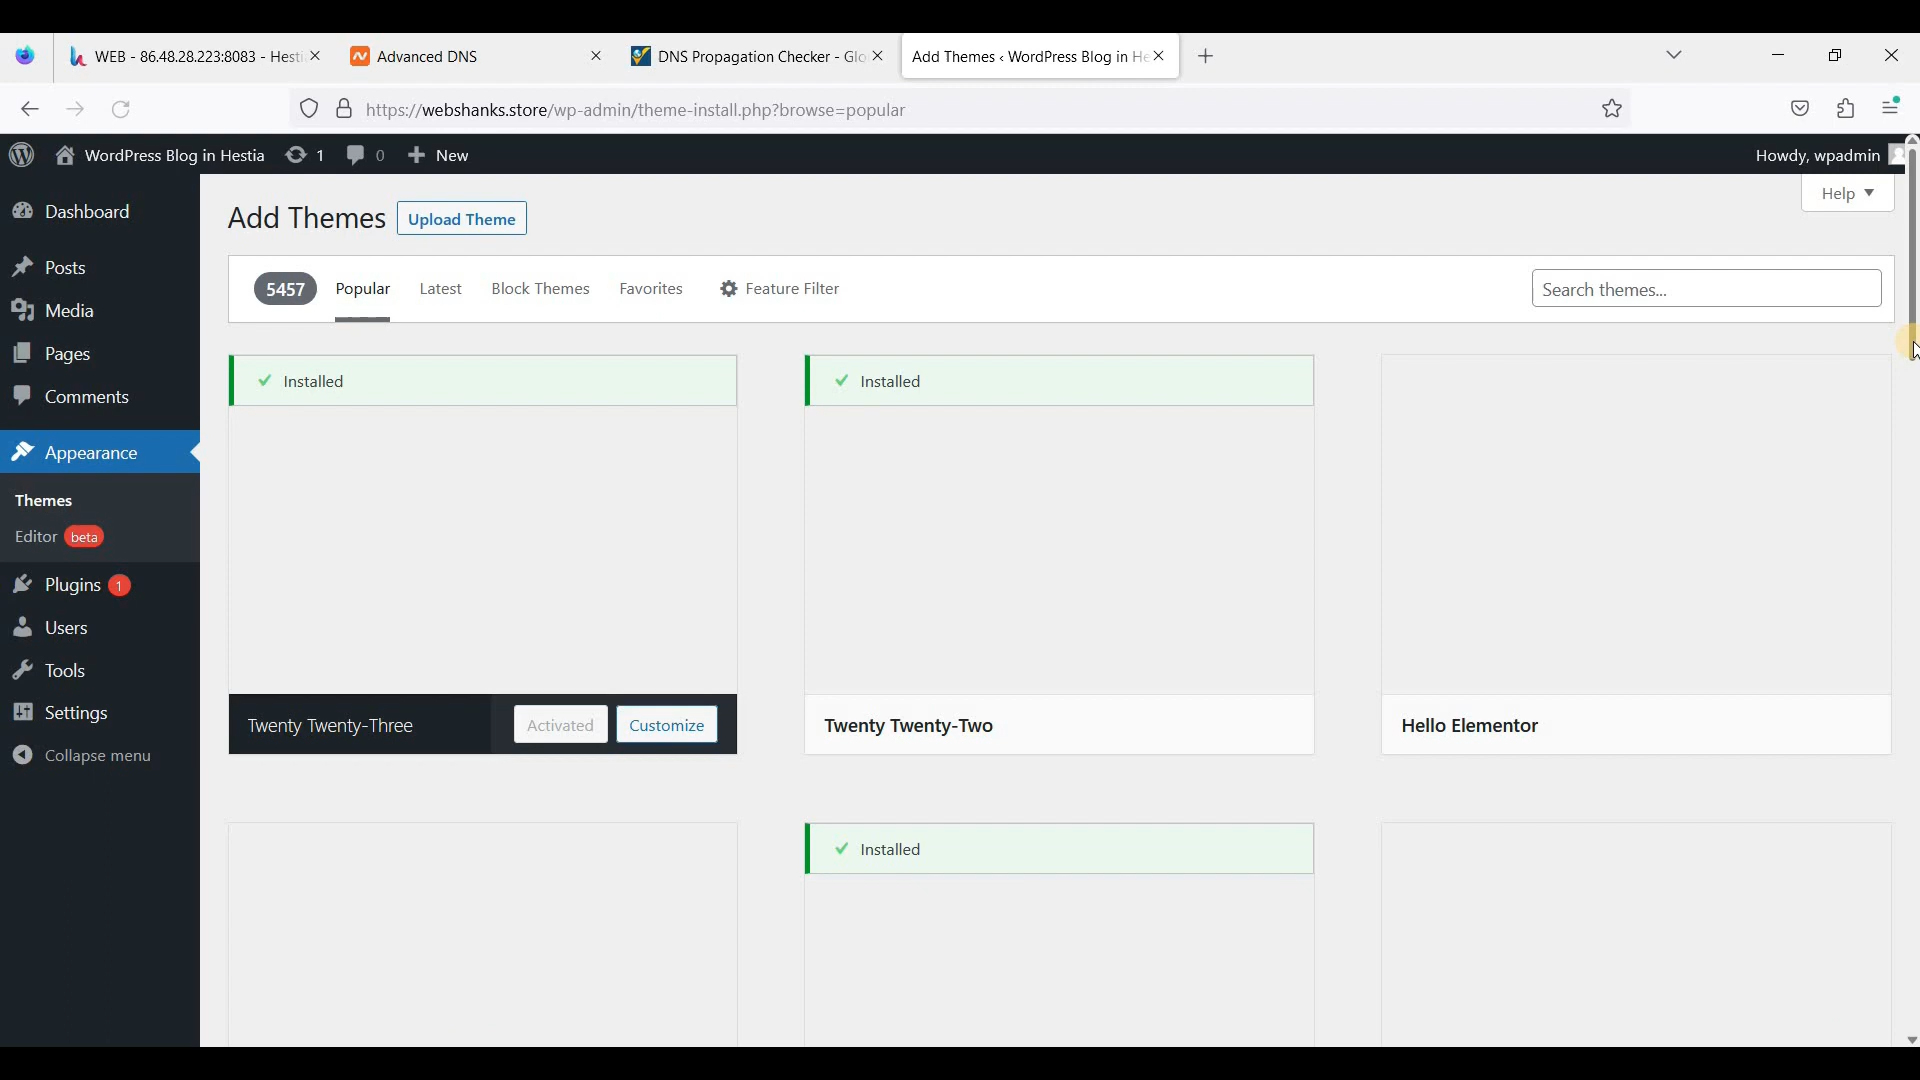 WEB - 86.48.28.223:8083 - Hesti
Advanced DNS
DNS Propagation Checker - Glo
Add Themes ‹ WordPress Blog in He
https://webshanks.store/wp-admin/theme-install.php?browse=popular
WordPress Blog in Hestia
1
0
New
Howdy, wpadmin
Help
Dashboard
Posts
Media
Pages
Comments
Appearance
Themes
Editor beta
Plugins 1
Users
Tools
Settings
Collapse menu
Add Themes
Upload Theme
5457
Popular
Latest
Block Themes
Favorites
Feature Filter
Search themes...
Installed
Installed
Twenty Twenty-Three
Activated
Customize
Twenty Twenty-Two
Hello Elementor
Installed